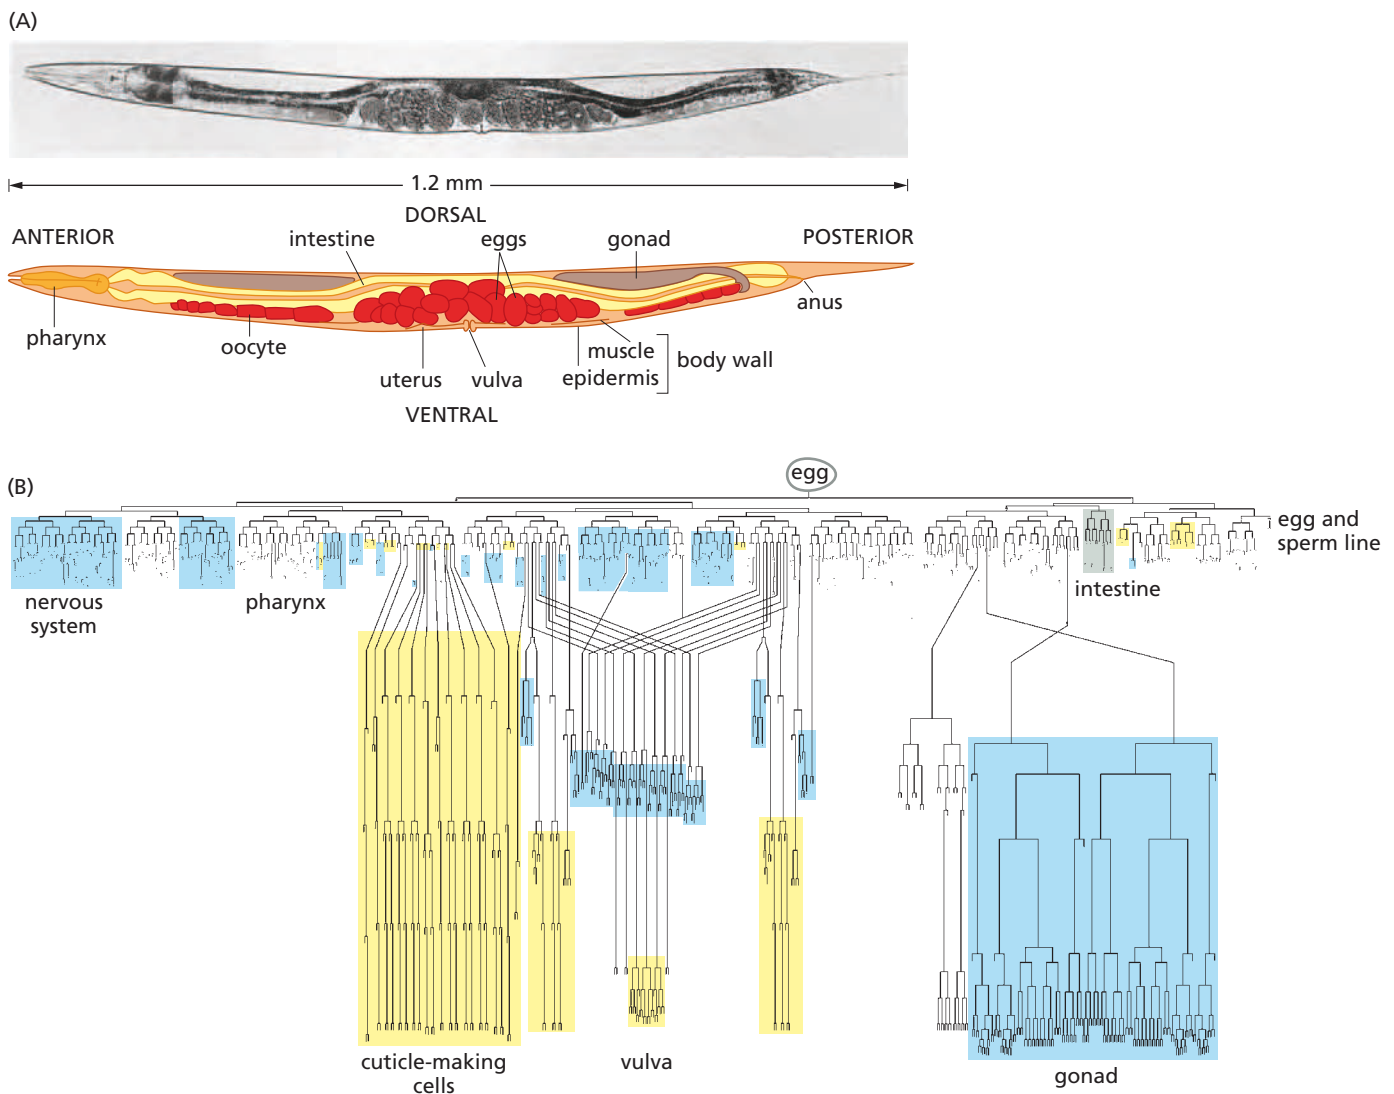 (A)
1.2 mm
DORSAL
ANTERIOR
intestine
eggs
gonad
POSTERIOR
anus
pharynx
oocyte
muscle
body wall
uterus
vulva
epidermis
VENTRAL
(B)
egg
egg and
sperm line
nervous
system
pharynx
intestine
cuticle-making
cells
vulva
gonad